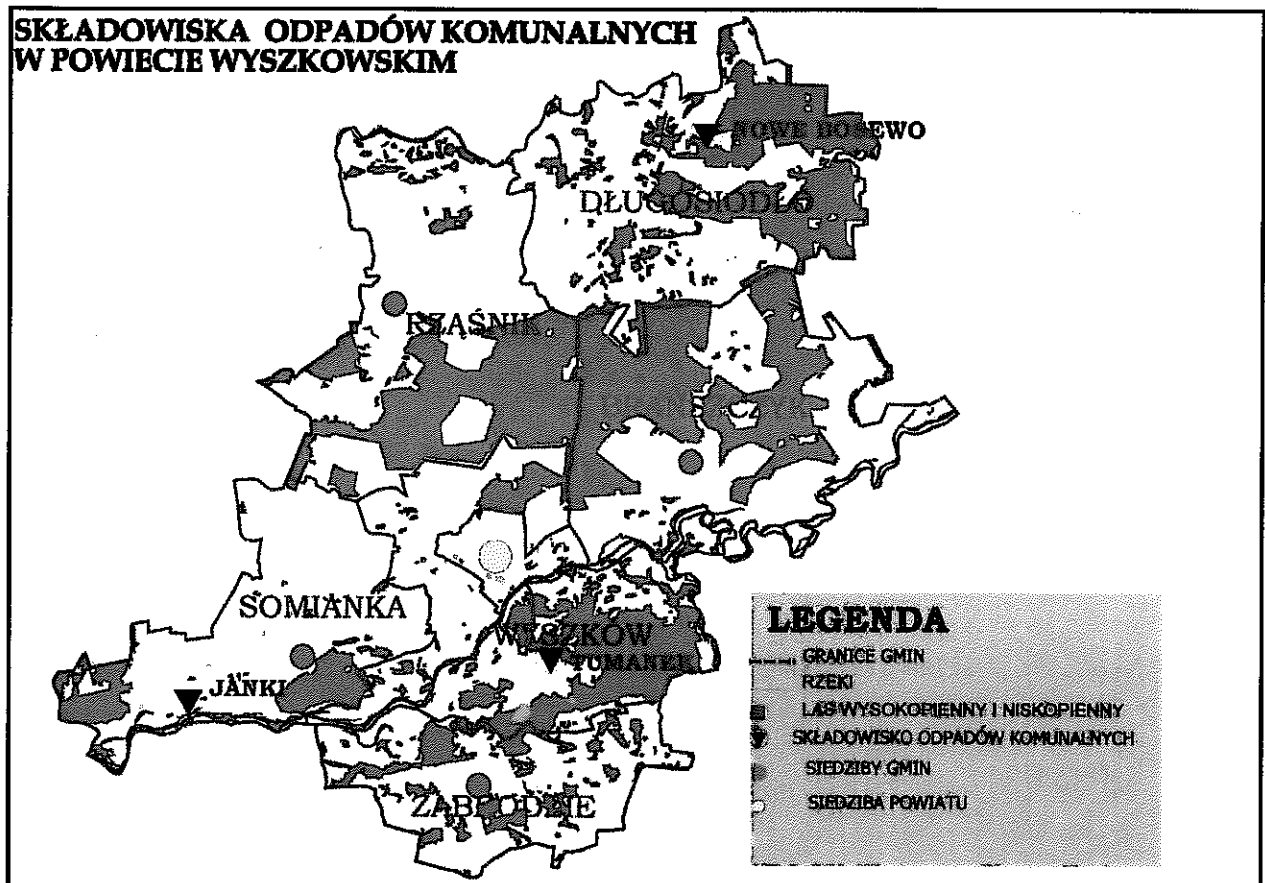 SKŁADOWISKA ODPADÓW KOMUNALNYCH
W POWIECIE WYSZKOWSKIM
NOWE
DŁUGOSIODŁO
RZĄŚNIK
SOMIANKA
WYSZKÓW
TUMANEK
JANKI
ZABRODZIE
LEGENDA
GRANICE GMIN
RZEKI
LAS WYSOKOPIENNY I NISKOPIENNY
SKŁADOWISKO ODPADÓW KOMUNALNYCH
SIEDZIBY GMIN
SIEDZIBA POWIATU